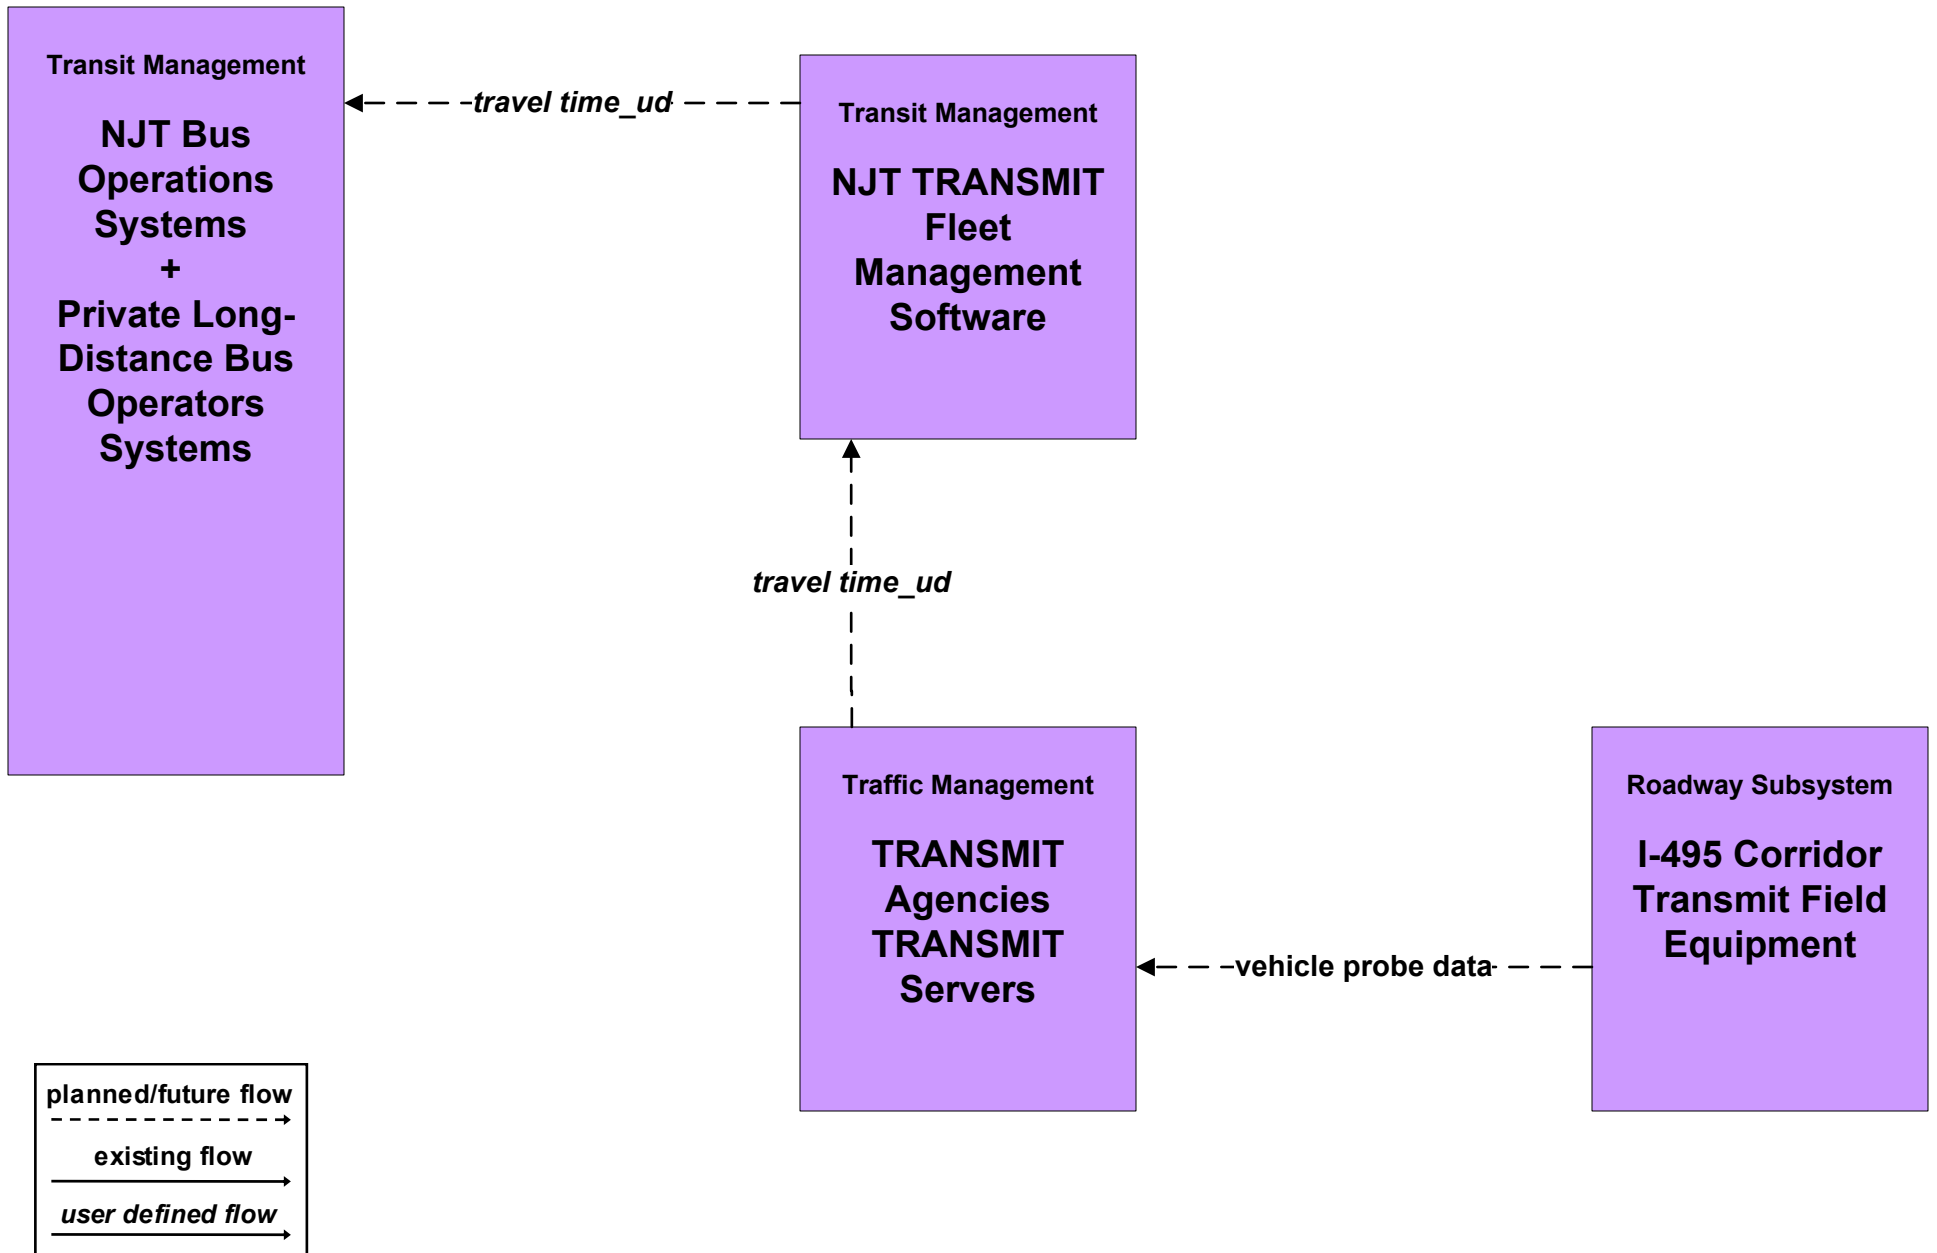 Transit Management
NJT Bus
Operations
Systems
+
Private Long-
Distance Bus
Operators
Systems
travel time_ud
Transit Management
NJT TRANSMIT
Fleet
Management
Software
travel time_ud
Traffic Management
TRANSMIT
Agencies
TRANSMIT
Servers
vehicle probe data
Roadway Subsystem
I-495 Corridor
Transmit Field
Equipment
planned/future flow
existing flow
user defined flow